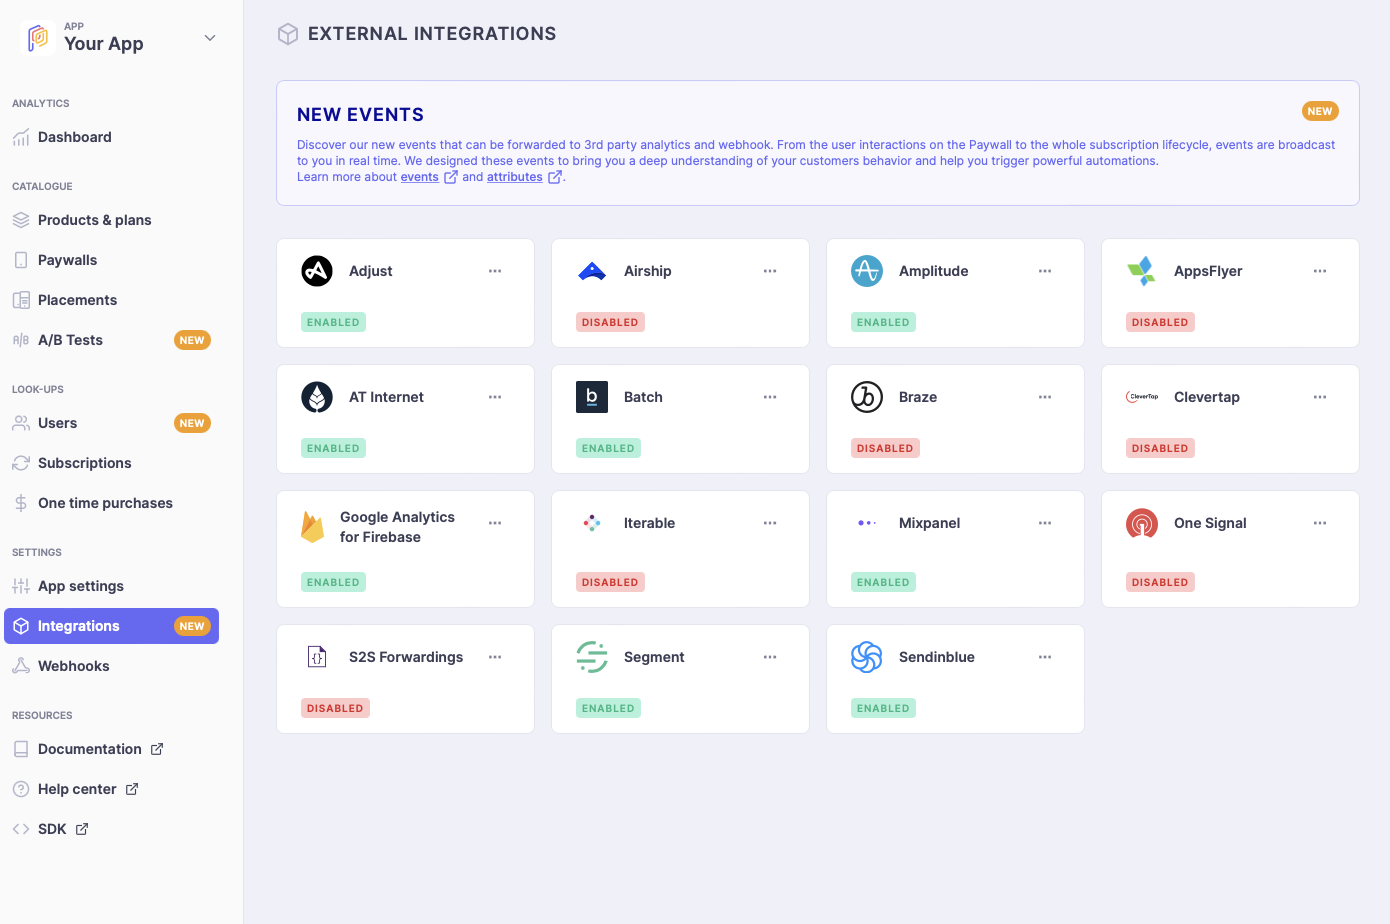 APP
Your App
ANALYTICS
Dashboard
CATALOGUE
Products & plans
Paywalls
Placements
A/B A/B Tests NEW
LOOK-UPS
Users NEW
Subscriptions
One time purchases
SETTINGS
App settings
Integrations NEW
Webhooks
RESOURCES
Documentation
Help center
SDK
EXTERNAL INTEGRATIONS
NEW EVENTS NEW
Discover our new events that can be forwarded to 3rd party analytics and webhook. From the user interactions on the Paywall to the whole subscription lifecycle, events are broadcast
to you in real time. We designed these events to bring you a deep understanding of your customers behavior and help you trigger powerful automations.
Learn more about events and attributes.
Adjust
ENABLED
Airship
DISABLED
Amplitude
ENABLED
AppsFlyer
DISABLED
AT Internet
ENABLED
b Batch
ENABLED
b Braze
DISABLED
CleverTap Clevertap
DISABLED
Google Analytics
for Firebase
ENABLED
Iterable
DISABLED
Mixpanel
ENABLED
One Signal
DISABLED
{} S2S Forwardings
DISABLED
Segment
ENABLED
Sendinblue
ENABLED